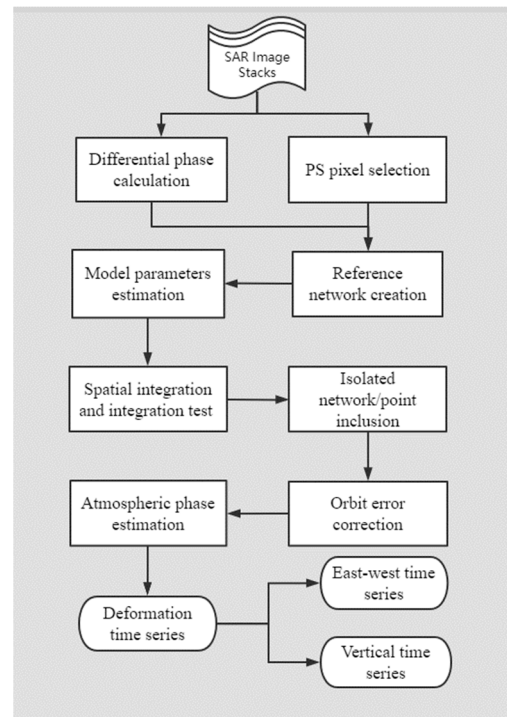 SAR Image
Stacks
Differential phase
calculation
PS pixel selection
Model parameters
estimation
Reference
network creation
Spatial integration
and integration test
Isolated
network/point
inclusion
Atmospheric phase
estimation
Orbit error
correction
East-west time
series
Deformation
time series
Vertical time
series